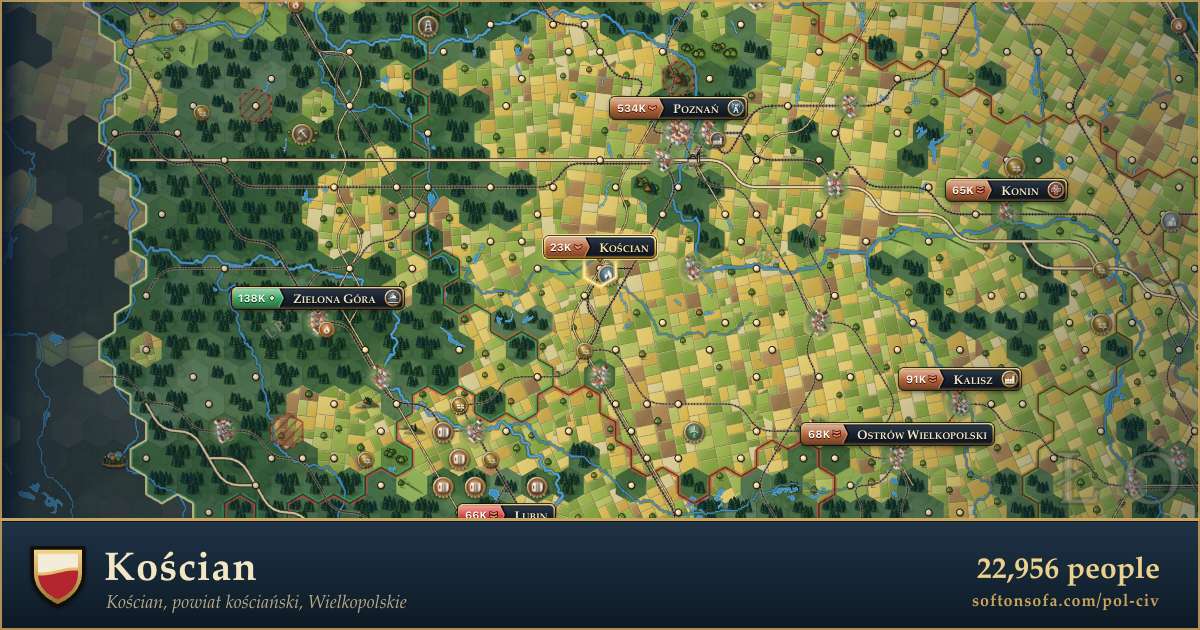 534K POZNAŃ
65K KONIN
23K KOŚCIAN
138K ZIELONA GÓRA
91K KALISZ
68K OSTRÓW WIELKOPOLSKI
66K LUBIN
Kościan
22,956 people
Kościan, powiat kościański, Wielkopolskie
softonsofa.com/pol-civ